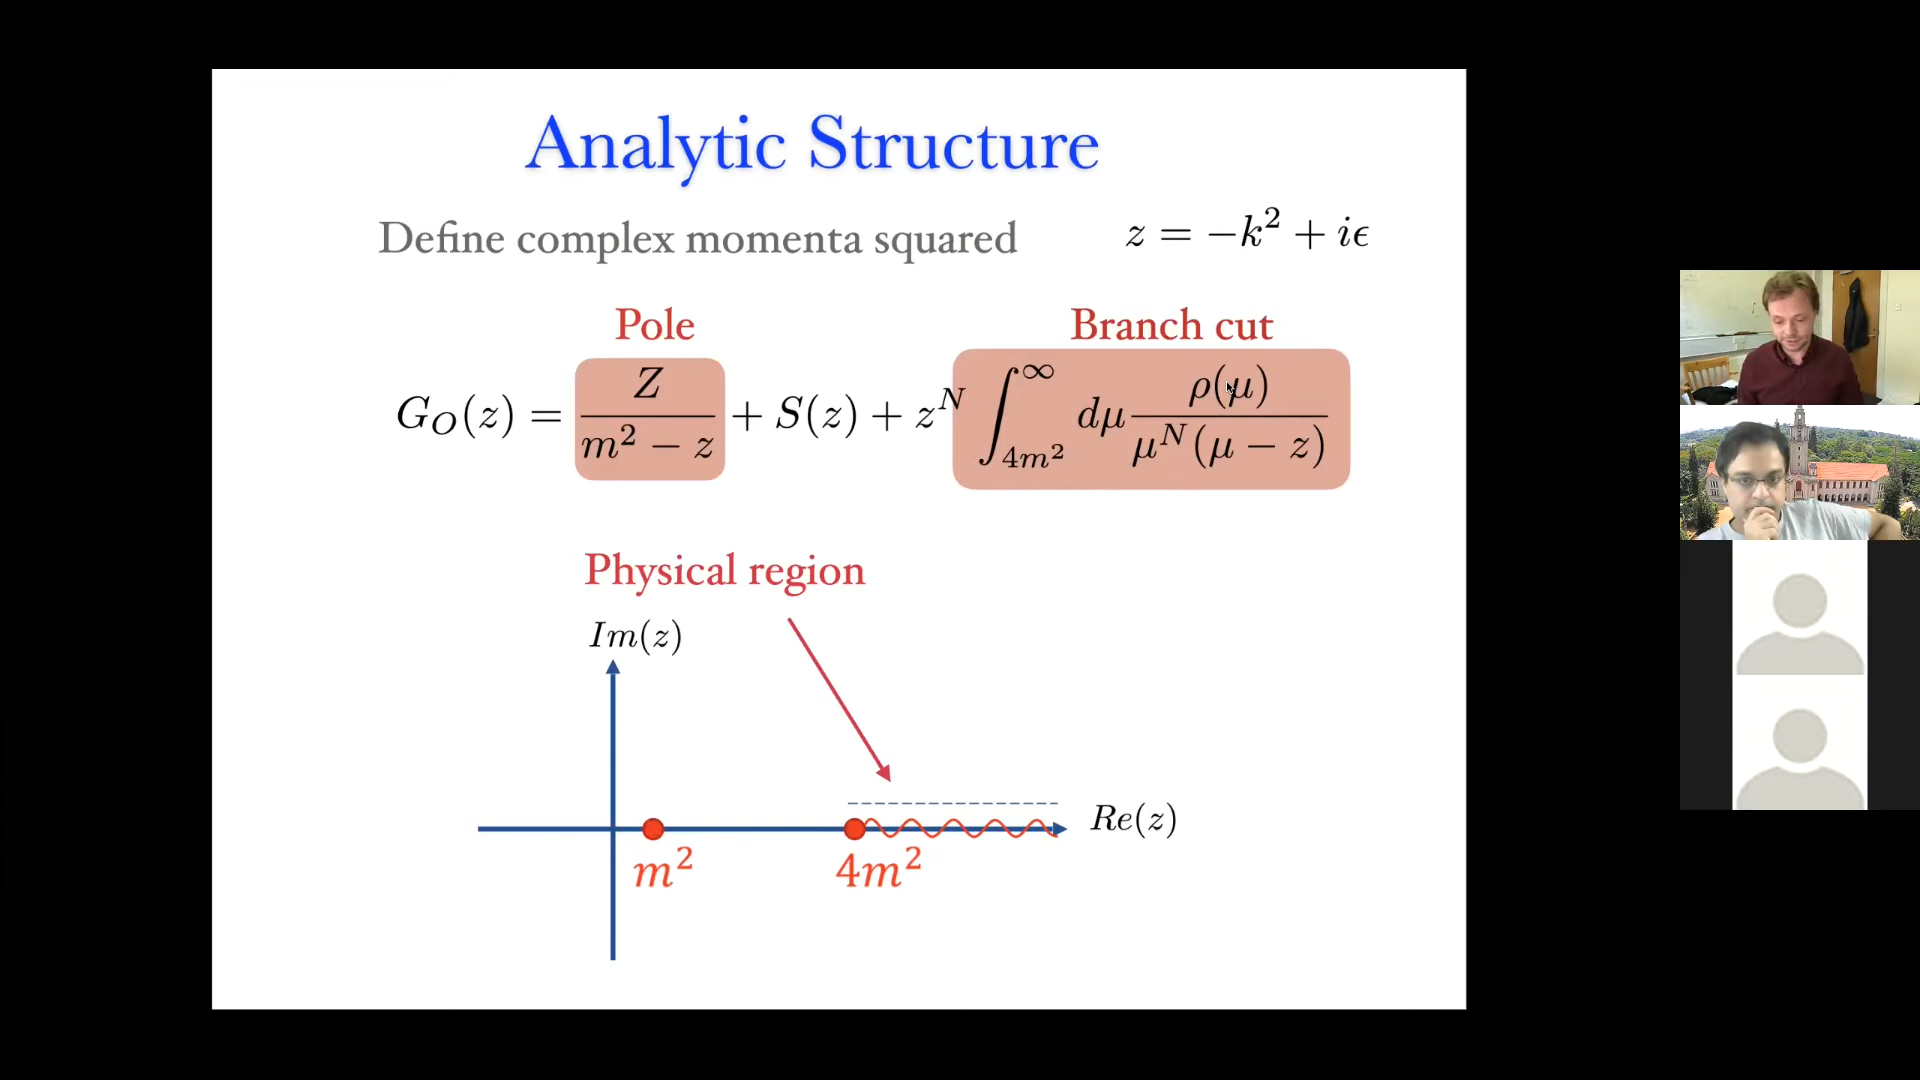 Analytic Structure
Define complex momenta squared
z = −k² + iϵ
Pole
Branch cut
G_O(z) = Z/(m² − z) + S(z) + z^N ∫_{4m²}^{∞} dμ ρ(μ)/(μ^N(μ − z))
Physical region
Im(z)
Re(z)
m²
4m²